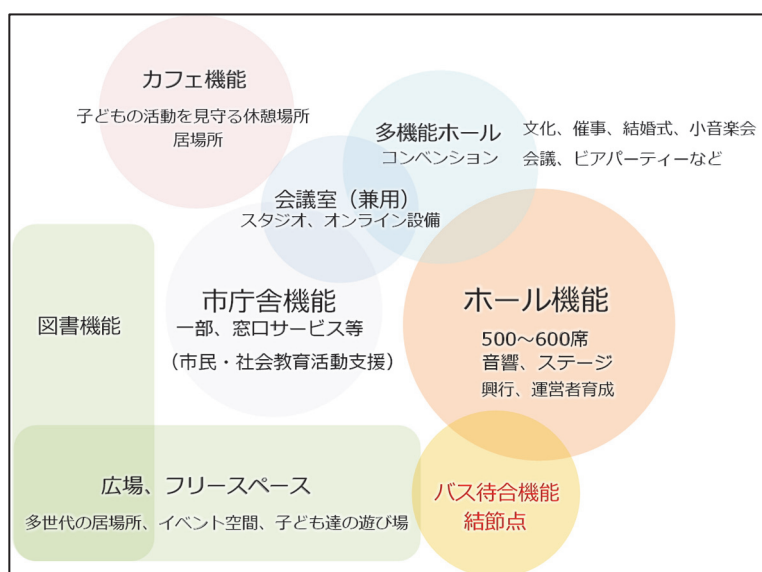 カフェ機能
子どもの活動を見守る休憩場所
居場所
多機能ホール
コンベンション
文化、催事、結婚式、小音楽会
会議、ビアパーティーなど
会議室（兼用）
スタジオ、オンライン設備
市庁舎機能
一部、窓口サービス等
（市民・社会教育活動支援）
ホール機能
500～600席
音響、ステージ
興行、運営者育成
図書機能
広場、フリースペース
多世代の居場所、イベント空間、子ども達の遊び場
バス待合機能
結節点